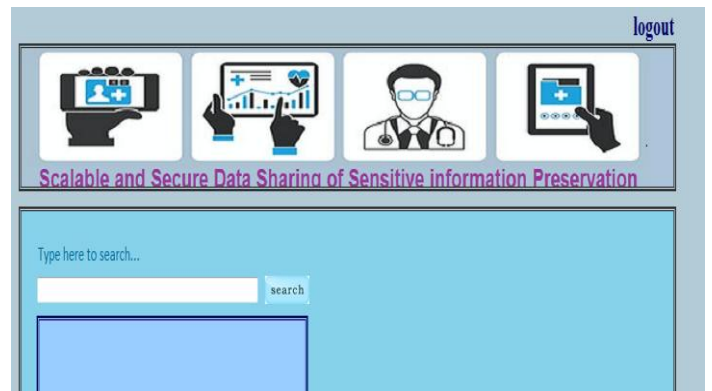 logout
Scalable and Secure Data Sharing of Sensitive information Preservation
Type here to search...
search